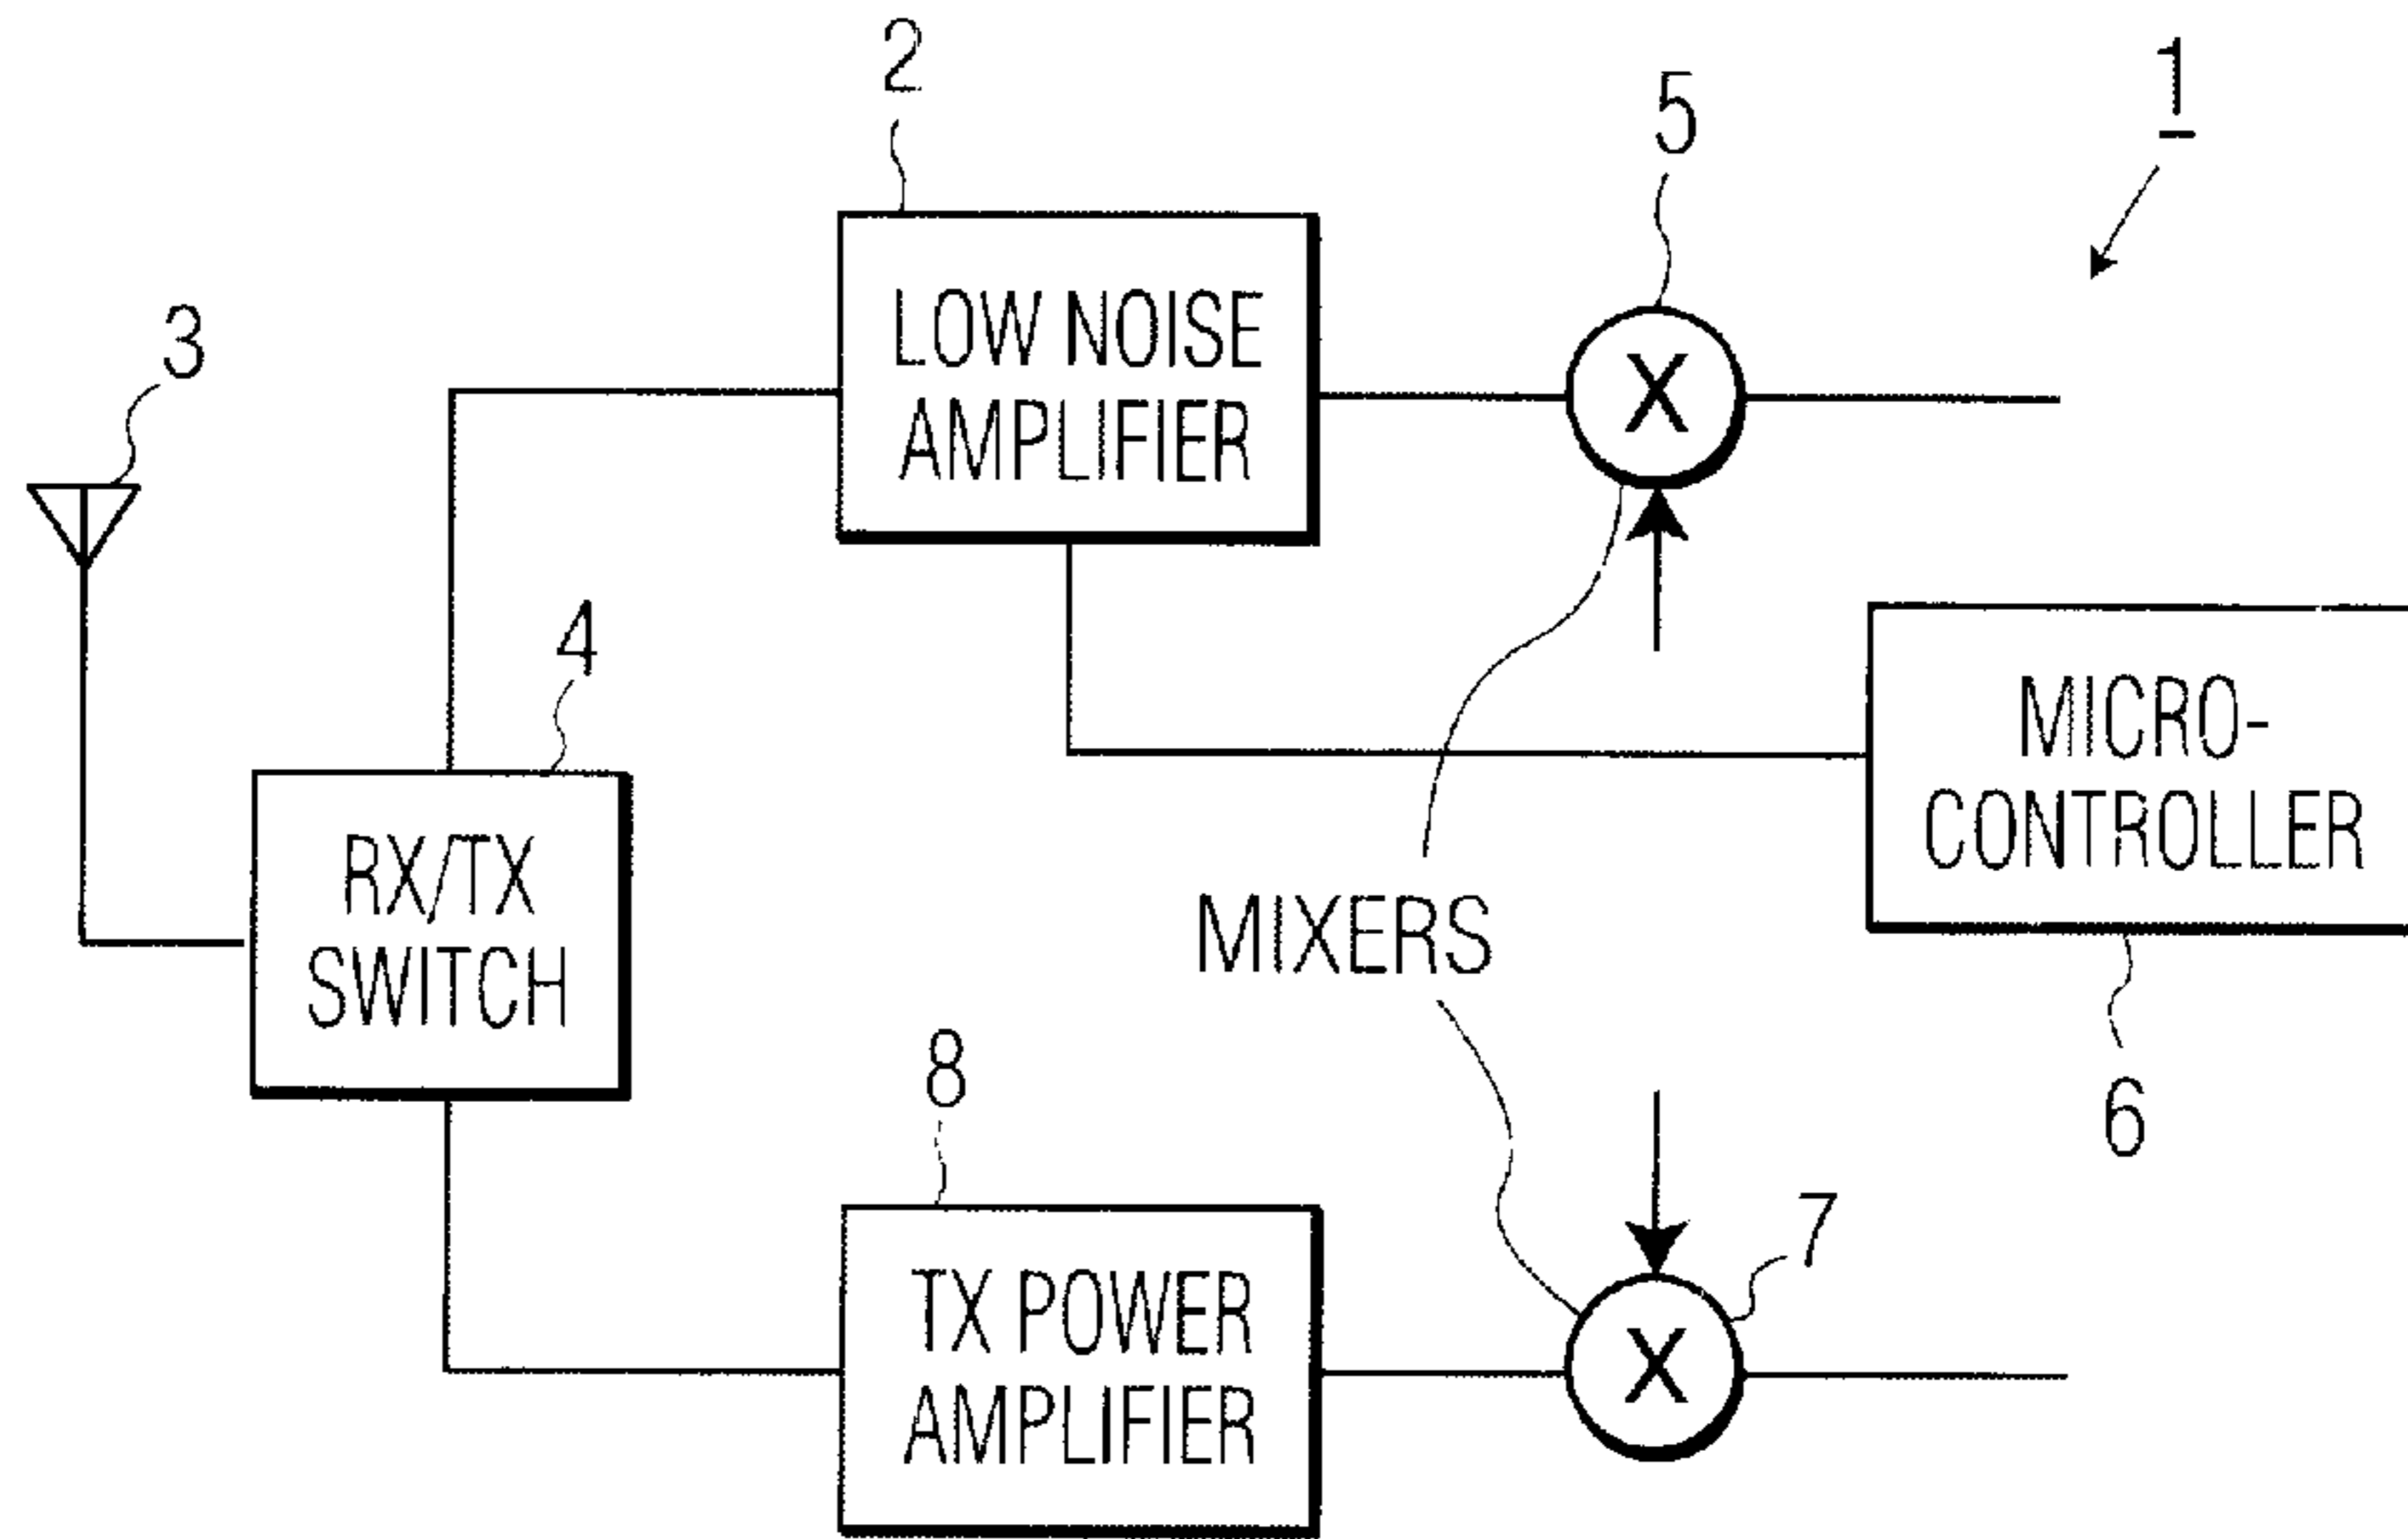 2
5
1
LOW NOISE
AMPLIFIER
X
3
4
MICRO-
CONTROLLER
RX/TX
SWITCH
MIXERS
8
6
7
TX POWER
AMPLIFIER
X